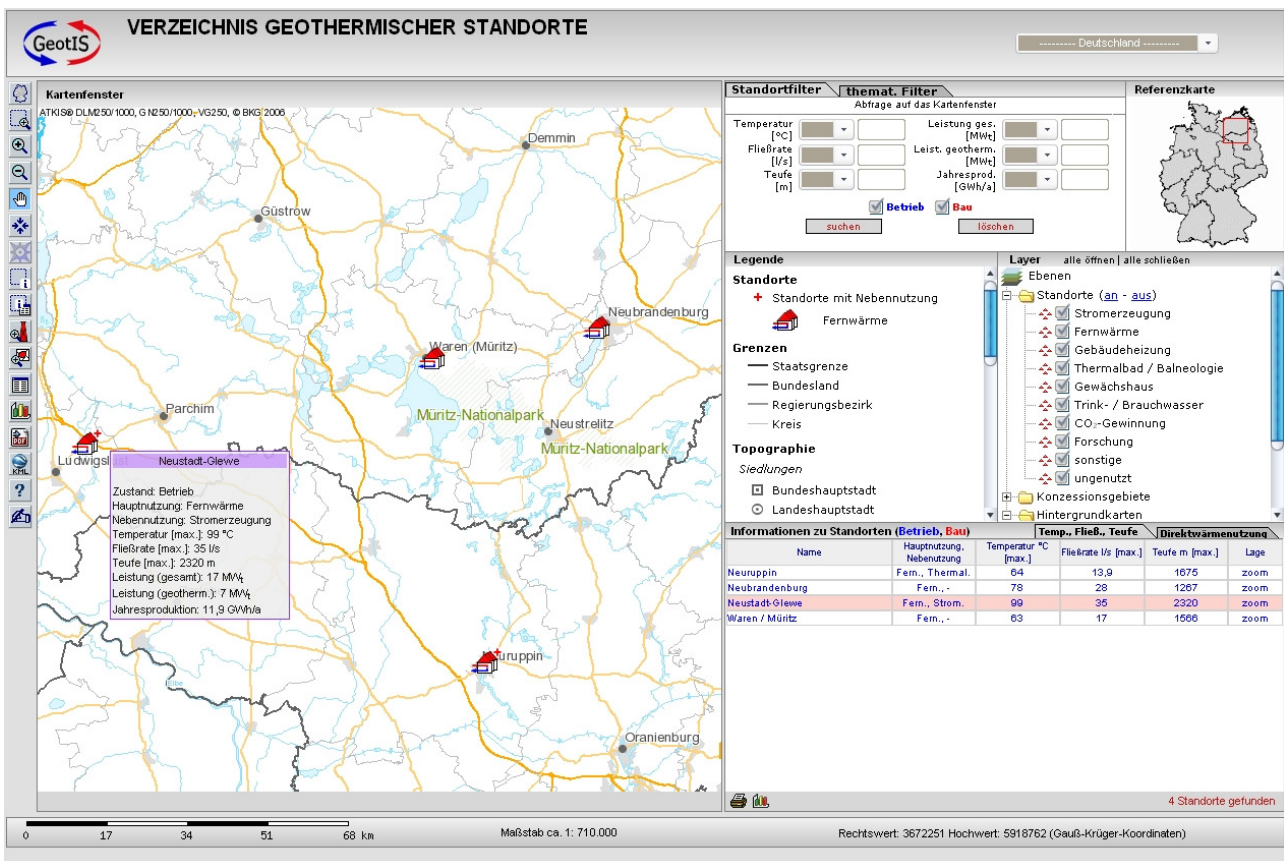 GeotIS
VERZEICHNIS GEOTHERMISCHER STANDORTE
--------- Deutschland ---------
Kartenfenster
ATKIS® DLM250/1000, GN250/1000, VG250, © BKG 2006
Demmin
Güstrow
Neubrandenburg
Waren (Müritz)
Parchim
Müritz-Nationalpark
Neustrelitz
Müritz-Nationalpark
Neustadt-Glewe
Zustand: Betrieb
Hauptnutzung: Fernwärme
Nebennutzung: Stromerzeugung
Temperatur [max.]: 99 °C
Fließrate [max.]: 35 l/s
Teufe [max.]: 2320 m
Leistung (gesamt): 17 MWt
Leistung (geotherm.): 7 MWt
Jahresproduktion: 11,9 GWh/a
Elbe
Oranienburg
i
PDF
KML
?
Standortfilter
themat. Filter
Abfrage auf das Kartenfenster
Temperatur [°C]
Leistung ges. [MWt]
Fließrate [l/s]
Leist. geotherm. [MWt]
Teufe [m]
Jahresprod. [GWh/a]
Betrieb Bau
suchen löschen
Referenzkarte
Legende
Standorte
Standorte mit Nebennutzung
Fernwärme
Grenzen
Staatsgrenze
Bundesland
Regierungsbezirk
Kreis
Topographie
Siedlungen
Bundeshauptstadt
Landeshauptstadt
Layer alle öffnen | alle schließen
Ebenen
Standorte (an - aus)
Stromerzeugung
Fernwärme
Gebäudeheizung
Thermalbad / Balneologie
Gewächshaus
Trink- / Brauchwasser
CO₂-Gewinnung
Forschung
sonstige
ungenutzt
Konzessionsgebiete
Hintergrundkarten
Informationen zu Standorten (Betrieb, Bau)
Temp., Fließ., Teufe
Direktwärmenutzung
Name Hauptnutzung, Nebennutzung Temperatur °C [max.] Fließrate l/s [max.] Teufe m [max.] Lage
Neuruppin Fern., Thermal. 64 13,9 1675 zoom
Neubrandenburg Fern., - 78 28 1267 zoom
Neustadt-Glewe Fern., Strom. 99 35 2320 zoom
Waren / Müritz Fern., - 63 17 1566 zoom
4 Standorte gefunden
0 17 34 51 68 km
Maßstab ca. 1: 710.000
Rechtswert: 3672251 Hochwert: 5918762 (Gauß-Krüger-Koordinaten)